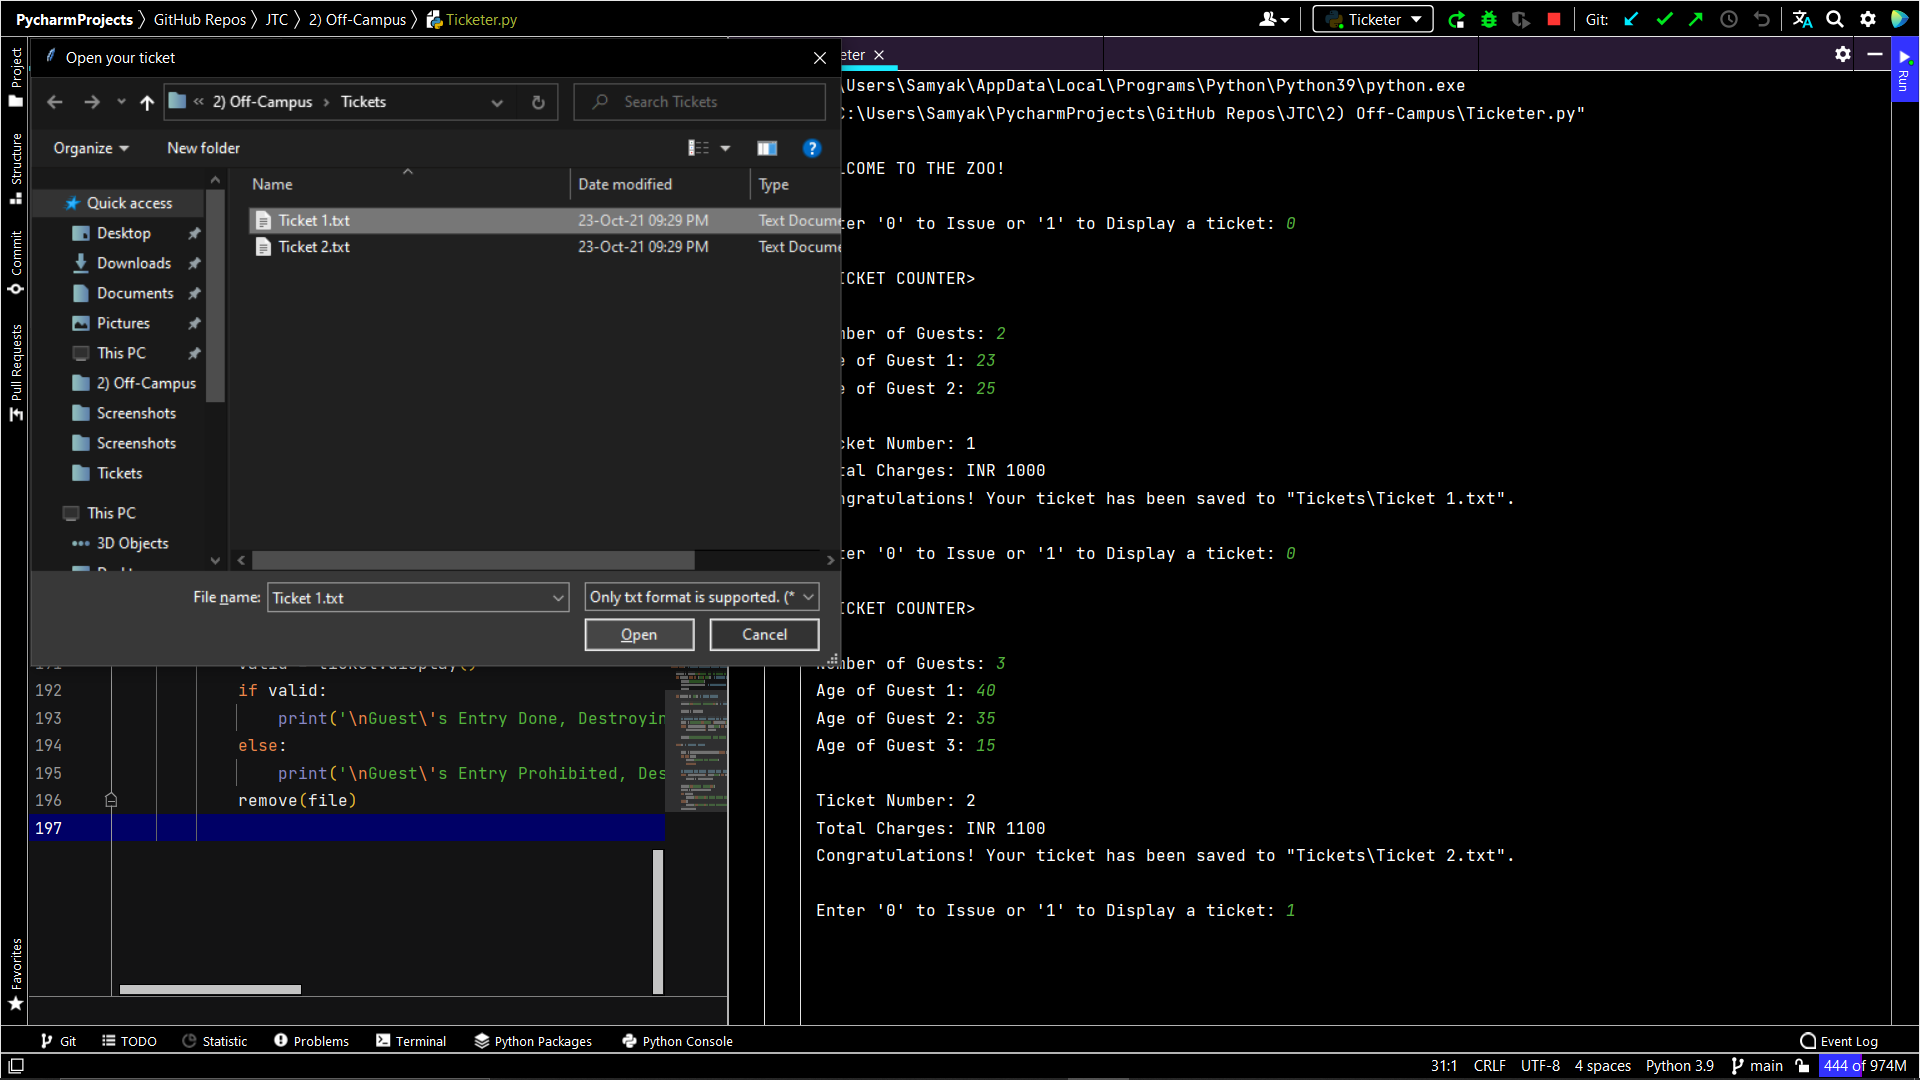 PycharmProjects 〉 GitHub Repos 〉 JTC 〉 2) Off-Campus 〉 Ticketer.py
Ticketer
Git:
Project
Structure
Commit
Pull Requests
Favorites
Run
Open your ticket
« 2) Off-Campus › Tickets
Search Tickets
Organize
New folder
Name
Date modified
Type
Quick access
Desktop
Downloads
Documents
Pictures
This PC
2) Off-Campus
Screenshots
Screenshots
Tickets
This PC
3D Objects
Ticket 1.txt 23-Oct-21 09:29 PM Text Docume
Ticket 2.txt 23-Oct-21 09:29 PM Text Docume
File name: Ticket 1.txt
Only txt format is supported. (*
Open
Cancel
192 if valid:
193 print('\nGuest\'s Entry Done, Destroyin
194 else:
195 print('\nGuest\'s Entry Prohibited, Des
196 remove(file)
197
eter
\Users\Samyak\AppData\Local\Programs\Python\Python39\python.exe
C:\Users\Samyak\PycharmProjects\GitHub Repos\JTC\2) Off-Campus\Ticketer.py"
LCOME TO THE ZOO!
ter '0' to Issue or '1' to Display a ticket: 0
ICKET COUNTER>
mber of Guests: 2
e of Guest 1: 23
e of Guest 2: 25
cket Number: 1
tal Charges: INR 1000
ngratulations! Your ticket has been saved to "Tickets\Ticket 1.txt".
ter '0' to Issue or '1' to Display a ticket: 0
ICKET COUNTER>
Number of Guests: 3
Age of Guest 1: 40
Age of Guest 2: 35
Age of Guest 3: 15
Ticket Number: 2
Total Charges: INR 1100
Congratulations! Your ticket has been saved to "Tickets\Ticket 2.txt".
Enter '0' to Issue or '1' to Display a ticket: 1
Git
TODO
Statistic
Problems
Terminal
Python Packages
Python Console
Event Log
31:1 CRLF UTF-8 4 spaces Python 3.9 main 444 of 974M